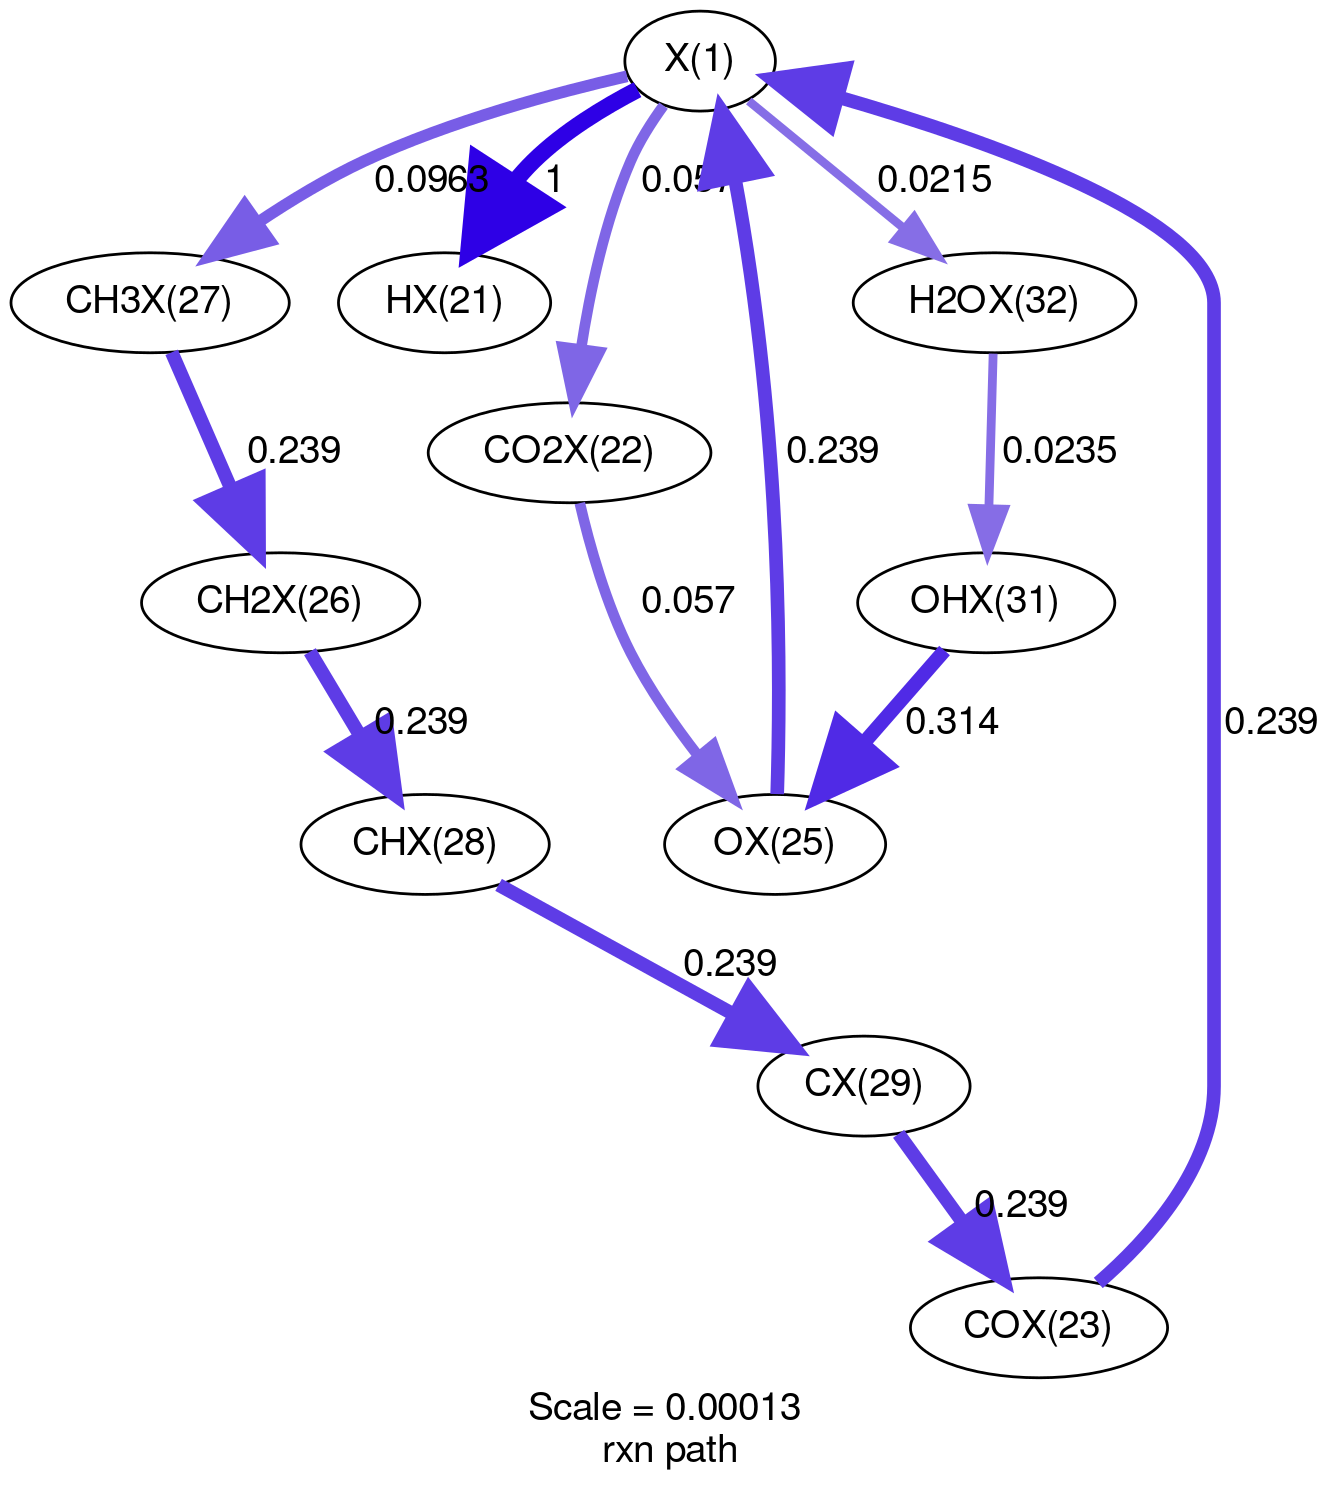 X(1)
0.0963
1
0.057
0.0215
CH3X(27)
HX(21)
H2OX(32)
CO2X(22)
0.239
0.239
0.0235
CH2X(26)
0.057
OHX(31)
0.239
0.314
0.239
CHX(28)
OX(25)
0.239
CX(29)
0.239
COX(23)
Scale = 0.00013
rxn path